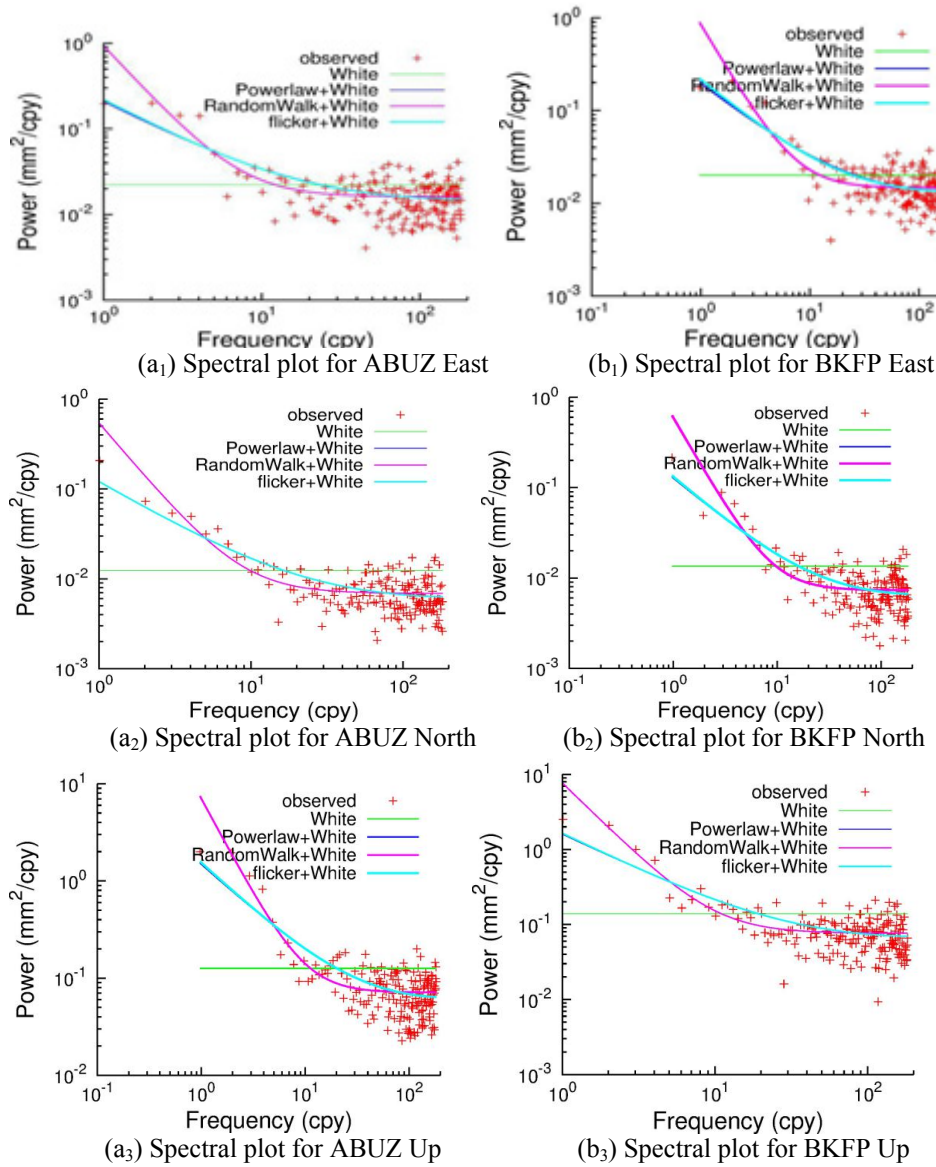 10⁰
10⁻¹
10⁻²
10⁻³
10⁰
10¹
10²
Power (mm²/cpy)
Frequency (cpy)
observed
White
Powerlaw+White
RandomWalk+White
flicker+White
(a₁) Spectral plot for ABUZ East
10⁰
10⁻¹
10⁻²
10⁻³
10⁻¹
10⁰
10¹
10²
Power (mm²/cpy)
Frequency (cpy)
observed
White
Powerlaw+White
RandomWalk+White
flicker+White
(b₁) Spectral plot for BKFP East
10⁰
10⁻¹
10⁻²
10⁻³
10⁰
10¹
10²
Power (mm²/cpy)
Frequency (cpy)
observed
White
Powerlaw+White
RandomWalk+White
flicker+White
(a₂) Spectral plot for ABUZ North
10⁰
10⁻¹
10⁻²
10⁻³
10⁻¹
10⁰
10¹
10²
Power (mm²/cpy)
Frequency (cpy)
observed
White
Powerlaw+White
RandomWalk+White
flicker+White
(b₂) Spectral plot for BKFP North
10¹
10⁰
10⁻¹
10⁻²
10⁻¹
10⁰
10¹
10²
Power (mm²/cpy)
Frequency (cpy)
observed
White
Powerlaw+White
RandomWalk+White
flicker+White
(a₃) Spectral plot for ABUZ Up
10¹
10⁰
10⁻¹
10⁻²
10⁻³
10⁰
10¹
10²
Power (mm²/cpy)
Frequency (cpy)
observed
White
Powerlaw+White
RandomWalk+White
flicker+White
(b₃) Spectral plot for BKFP Up